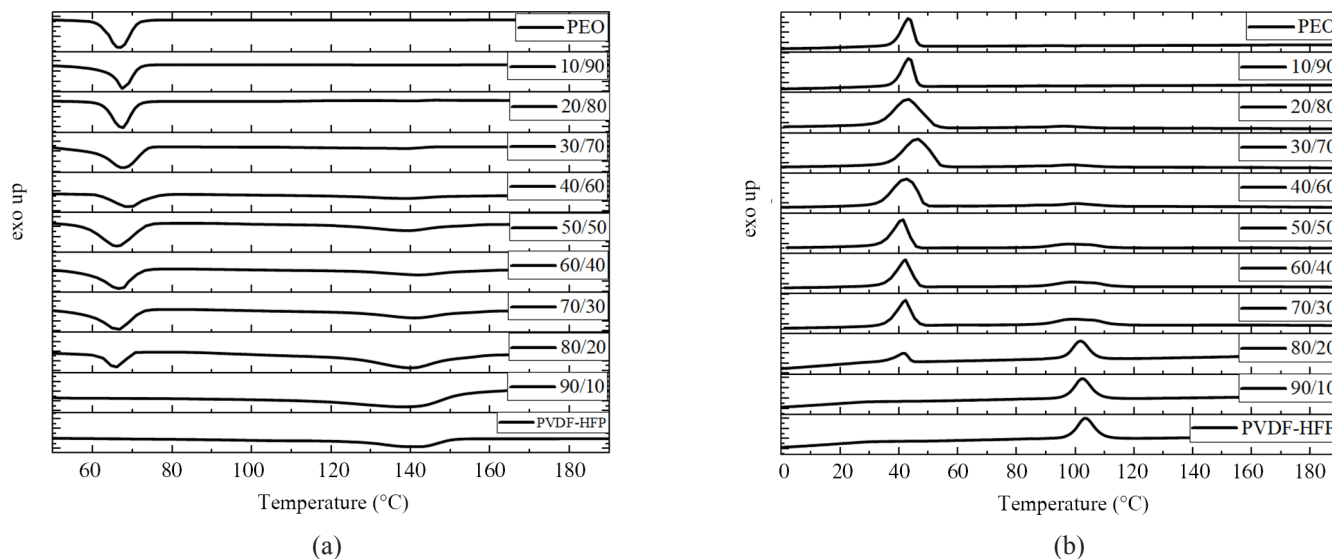 exo up
PEO
10/90
20/80
30/70
40/60
50/50
60/40
70/30
80/20
90/10
PVDF-HFP
60 80 100 120 140 160 180
Temperature (°C)
(a)
exo up
PEO
10/90
20/80
30/70
40/60
50/50
60/40
70/30
80/20
90/10
PVDF-HFP
0 20 40 60 80 100 120 140 160 180
Temperature (°C)
(b)